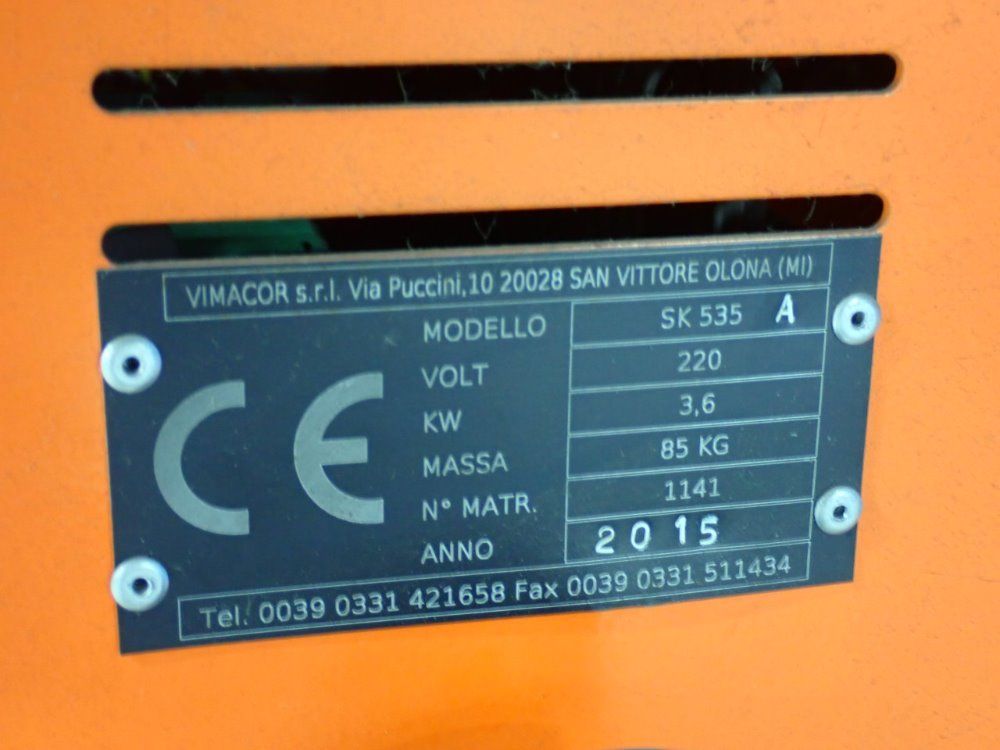 VIMACOR s.r.l. Via Puccini,10 20028 SAN VITTORE OLONA (MI)
MODELLO SK 535 A
VOLT 220
KW 3,6
MASSA 85 KG
N° MATR. 1141
ANNO 2015
CE
Tel. 0039 0331 421658 Fax 0039 0331 511434